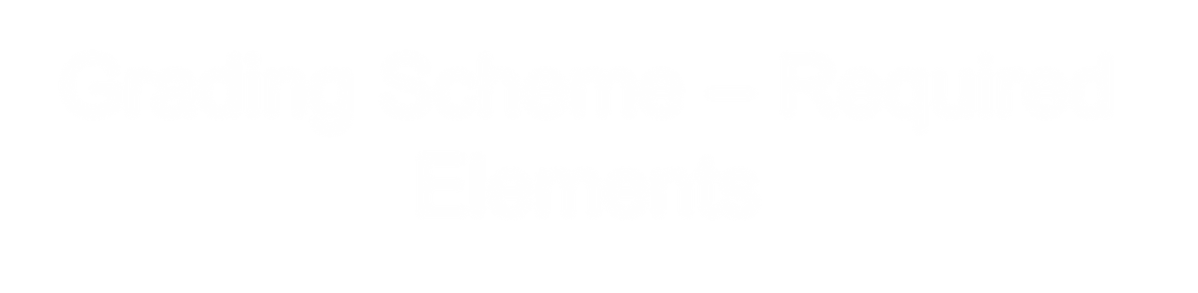 Grading Scheme – Required
Elements